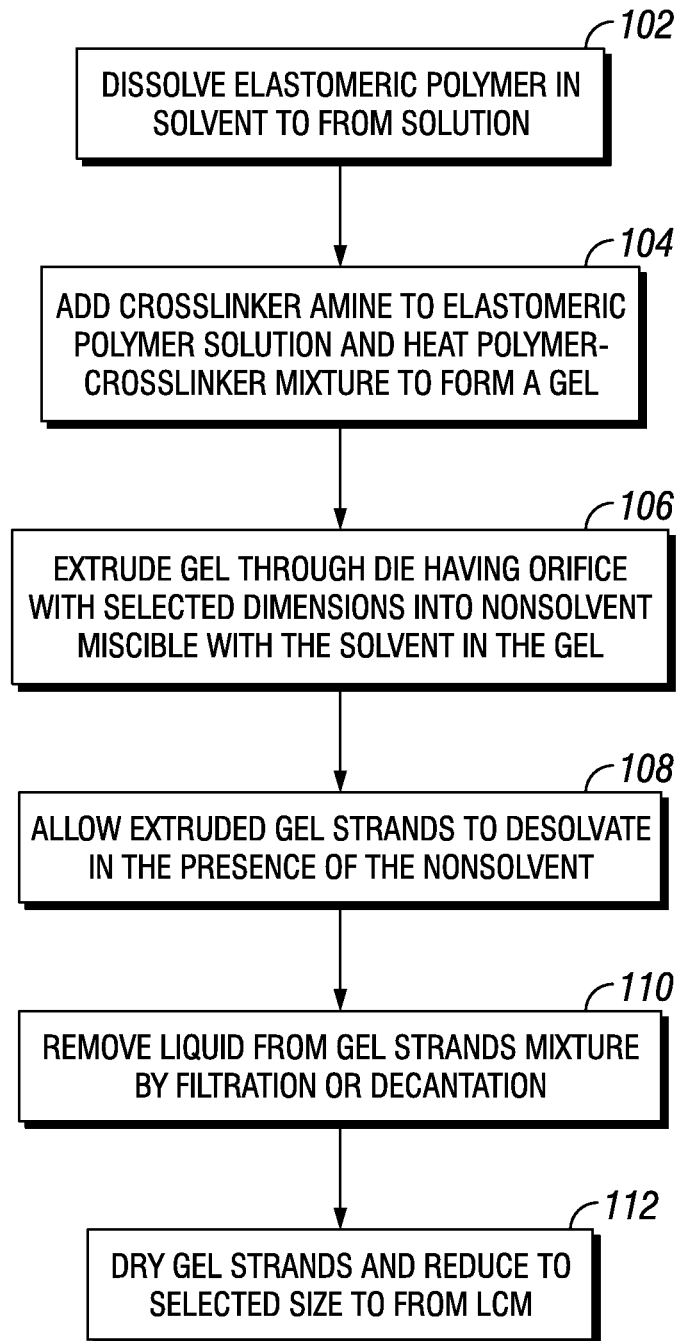 102
DISSOLVE ELASTOMERIC POLYMER IN
SOLVENT TO FROM SOLUTION
104
ADD CROSSLINKER AMINE TO ELASTOMERIC
POLYMER SOLUTION AND HEAT POLYMER-
CROSSLINKER MIXTURE TO FORM A GEL
106
EXTRUDE GEL THROUGH DIE HAVING ORIFICE
WITH SELECTED DIMENSIONS INTO NONSOLVENT
MISCIBLE WITH THE SOLVENT IN THE GEL
108
ALLOW EXTRUDED GEL STRANDS TO DESOLVATE
IN THE PRESENCE OF THE NONSOLVENT
110
REMOVE LIQUID FROM GEL STRANDS MIXTURE
BY FILTRATION OR DECANTATION
112
DRY GEL STRANDS AND REDUCE TO
SELECTED SIZE TO FROM LCM